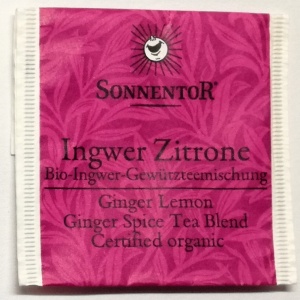 SONNENTOR®
Ingwer Zitrone
Bio-Ingwer-Gewürzteemischung
Ginger Lemon
Ginger Spice Tea Blend
Certified organic